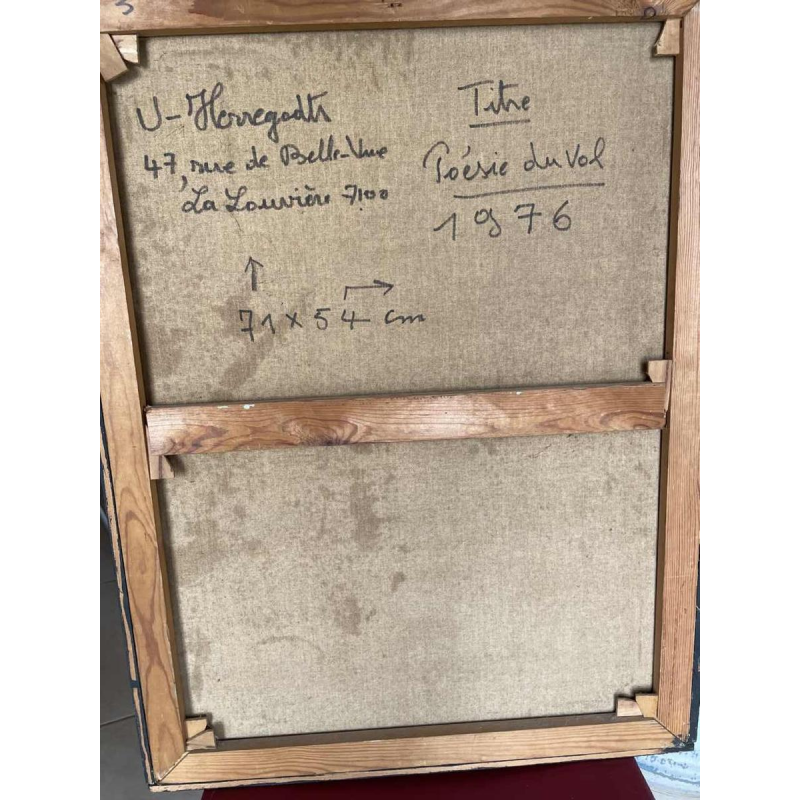 U-Herregodts
47, rue de Belle-Vue
La Louvière 7100
Titre
Poésie du Vol
1976
71 x 54 cm